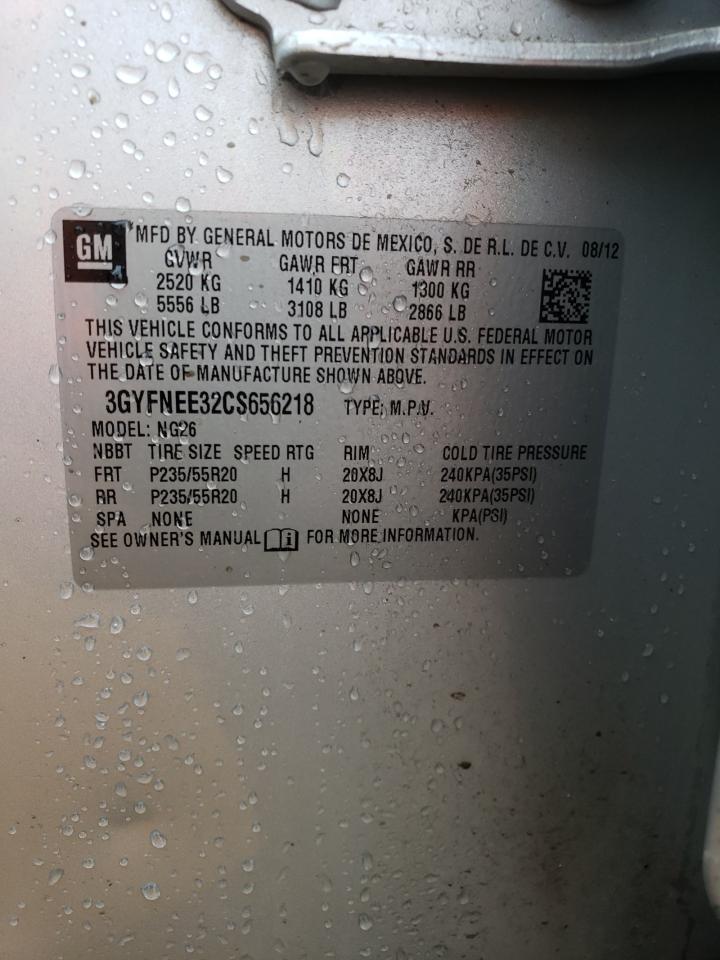 GM
MFD BY GENERAL MOTORS DE MEXICO, S. DE R.L. DE C.V. 08/12
GVWR GAWR FRT GAWR RR
2520 KG 1410 KG 1300 KG
5556 LB 3108 LB 2866 LB
THIS VEHICLE CONFORMS TO ALL APPLICABLE U.S. FEDERAL MOTOR
VEHICLE SAFETY AND THEFT PREVENTION STANDARDS IN EFFECT ON
THE DATE OF MANUFACTURE SHOWN ABOVE.
3GYFNEE32CS656218 TYPE: M.P.V.
MODEL: NG26
NBBT TIRE SIZE SPEED RTG RIM COLD TIRE PRESSURE
FRT P235/55R20 H 20X8J 240KPA(35PSI)
RR P235/55R20 H 20X8J 240KPA(35PSI)
SPA NONE NONE KPA(PSI)
SEE OWNER'S MANUAL i FOR MORE INFORMATION.